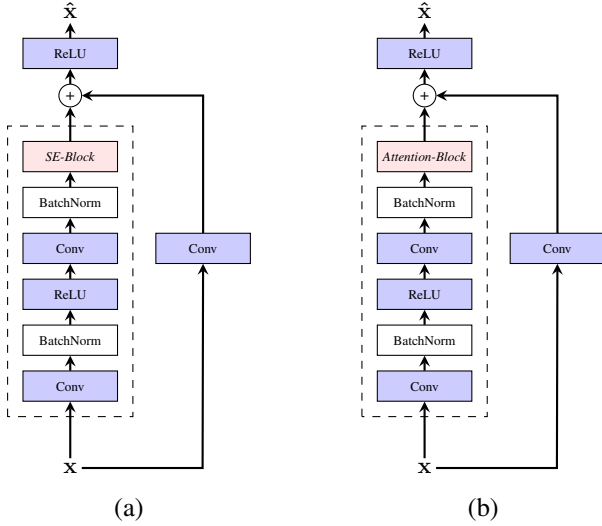 x̂
ReLU
+
SE-Block
BatchNorm
Conv
Conv
ReLU
BatchNorm
Conv
x
(a)
x̂
ReLU
+
Attention-Block
BatchNorm
Conv
Conv
ReLU
BatchNorm
Conv
x
(b)